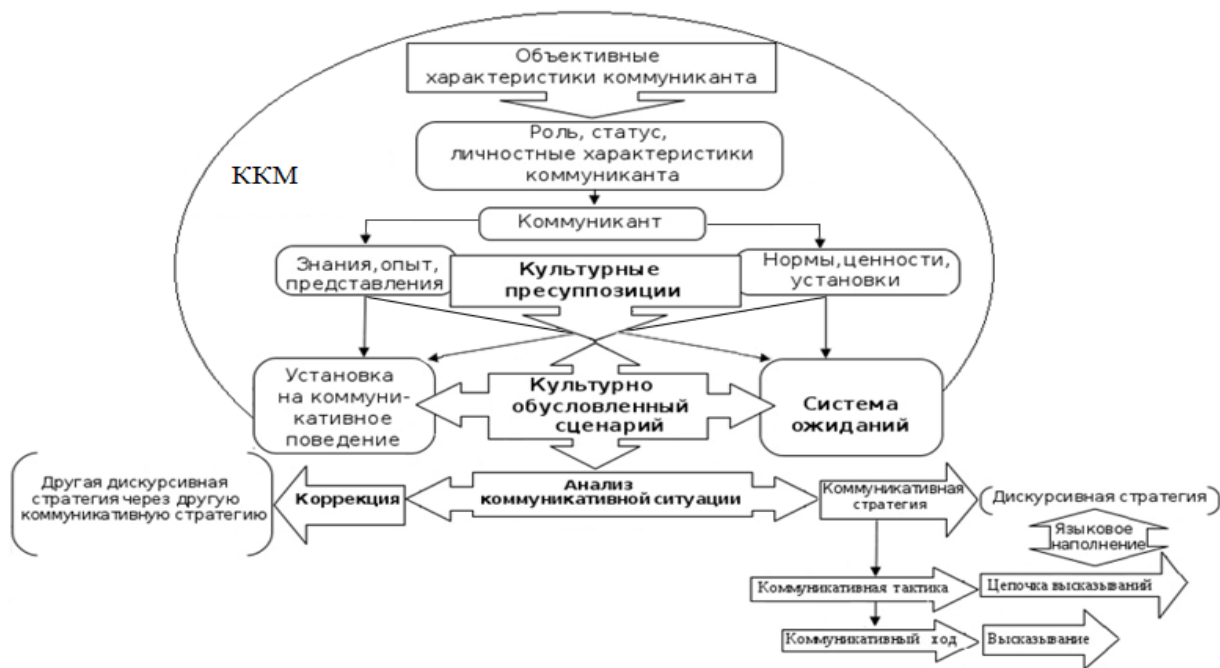 Объективные
характеристики коммуниканта
Роль, статус,
личностные характеристики
коммуниканта
ККМ
Коммуникант
Знания, опыт,
представления
Культурные
пресуппозиции
Нормы, ценности,
установки
Установка
на коммуни-
кативное
поведение
Культурно
обусловленный
сценарий
Система
ожиданий
Другая дискурсивная
стратегия через другую
коммуникативную стратегию
Коррекция
Анализ
коммуникативной ситуации
Коммуникативная
стратегия
Дискурсивная стратегия
Языковое
наполнение
Коммуникативная тактика
Цепочка высказываний
Коммуникативный ход
Высказывание